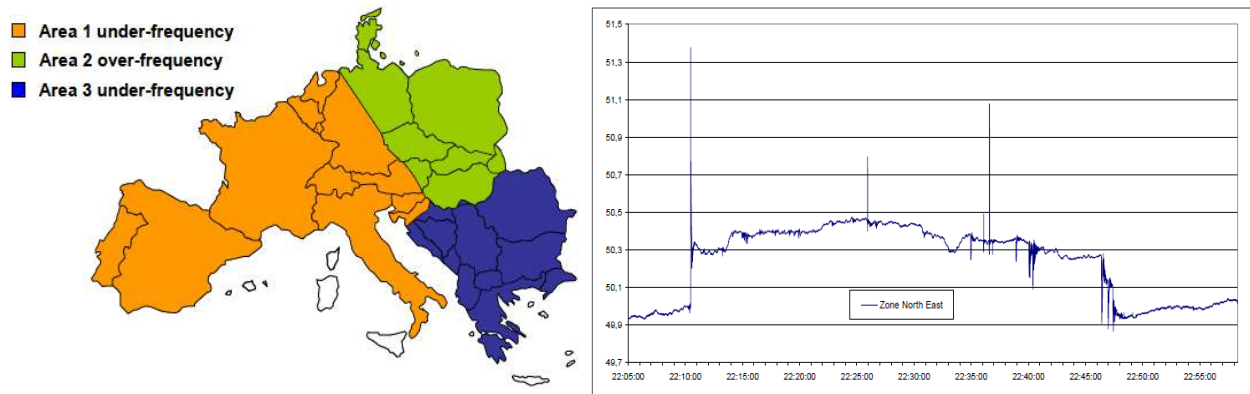 Area 1 under-frequency
Area 2 over-frequency
Area 3 under-frequency
51,5
51,3
51,1
50,9
50,7
50,5
50,3
50,1
49,9
49,7
Zone North East
22:05:00 22:10:00 22:15:00 22:20:00 22:25:00 22:30:00 22:35:00 22:40:00 22:45:00 22:50:00 22:55:00